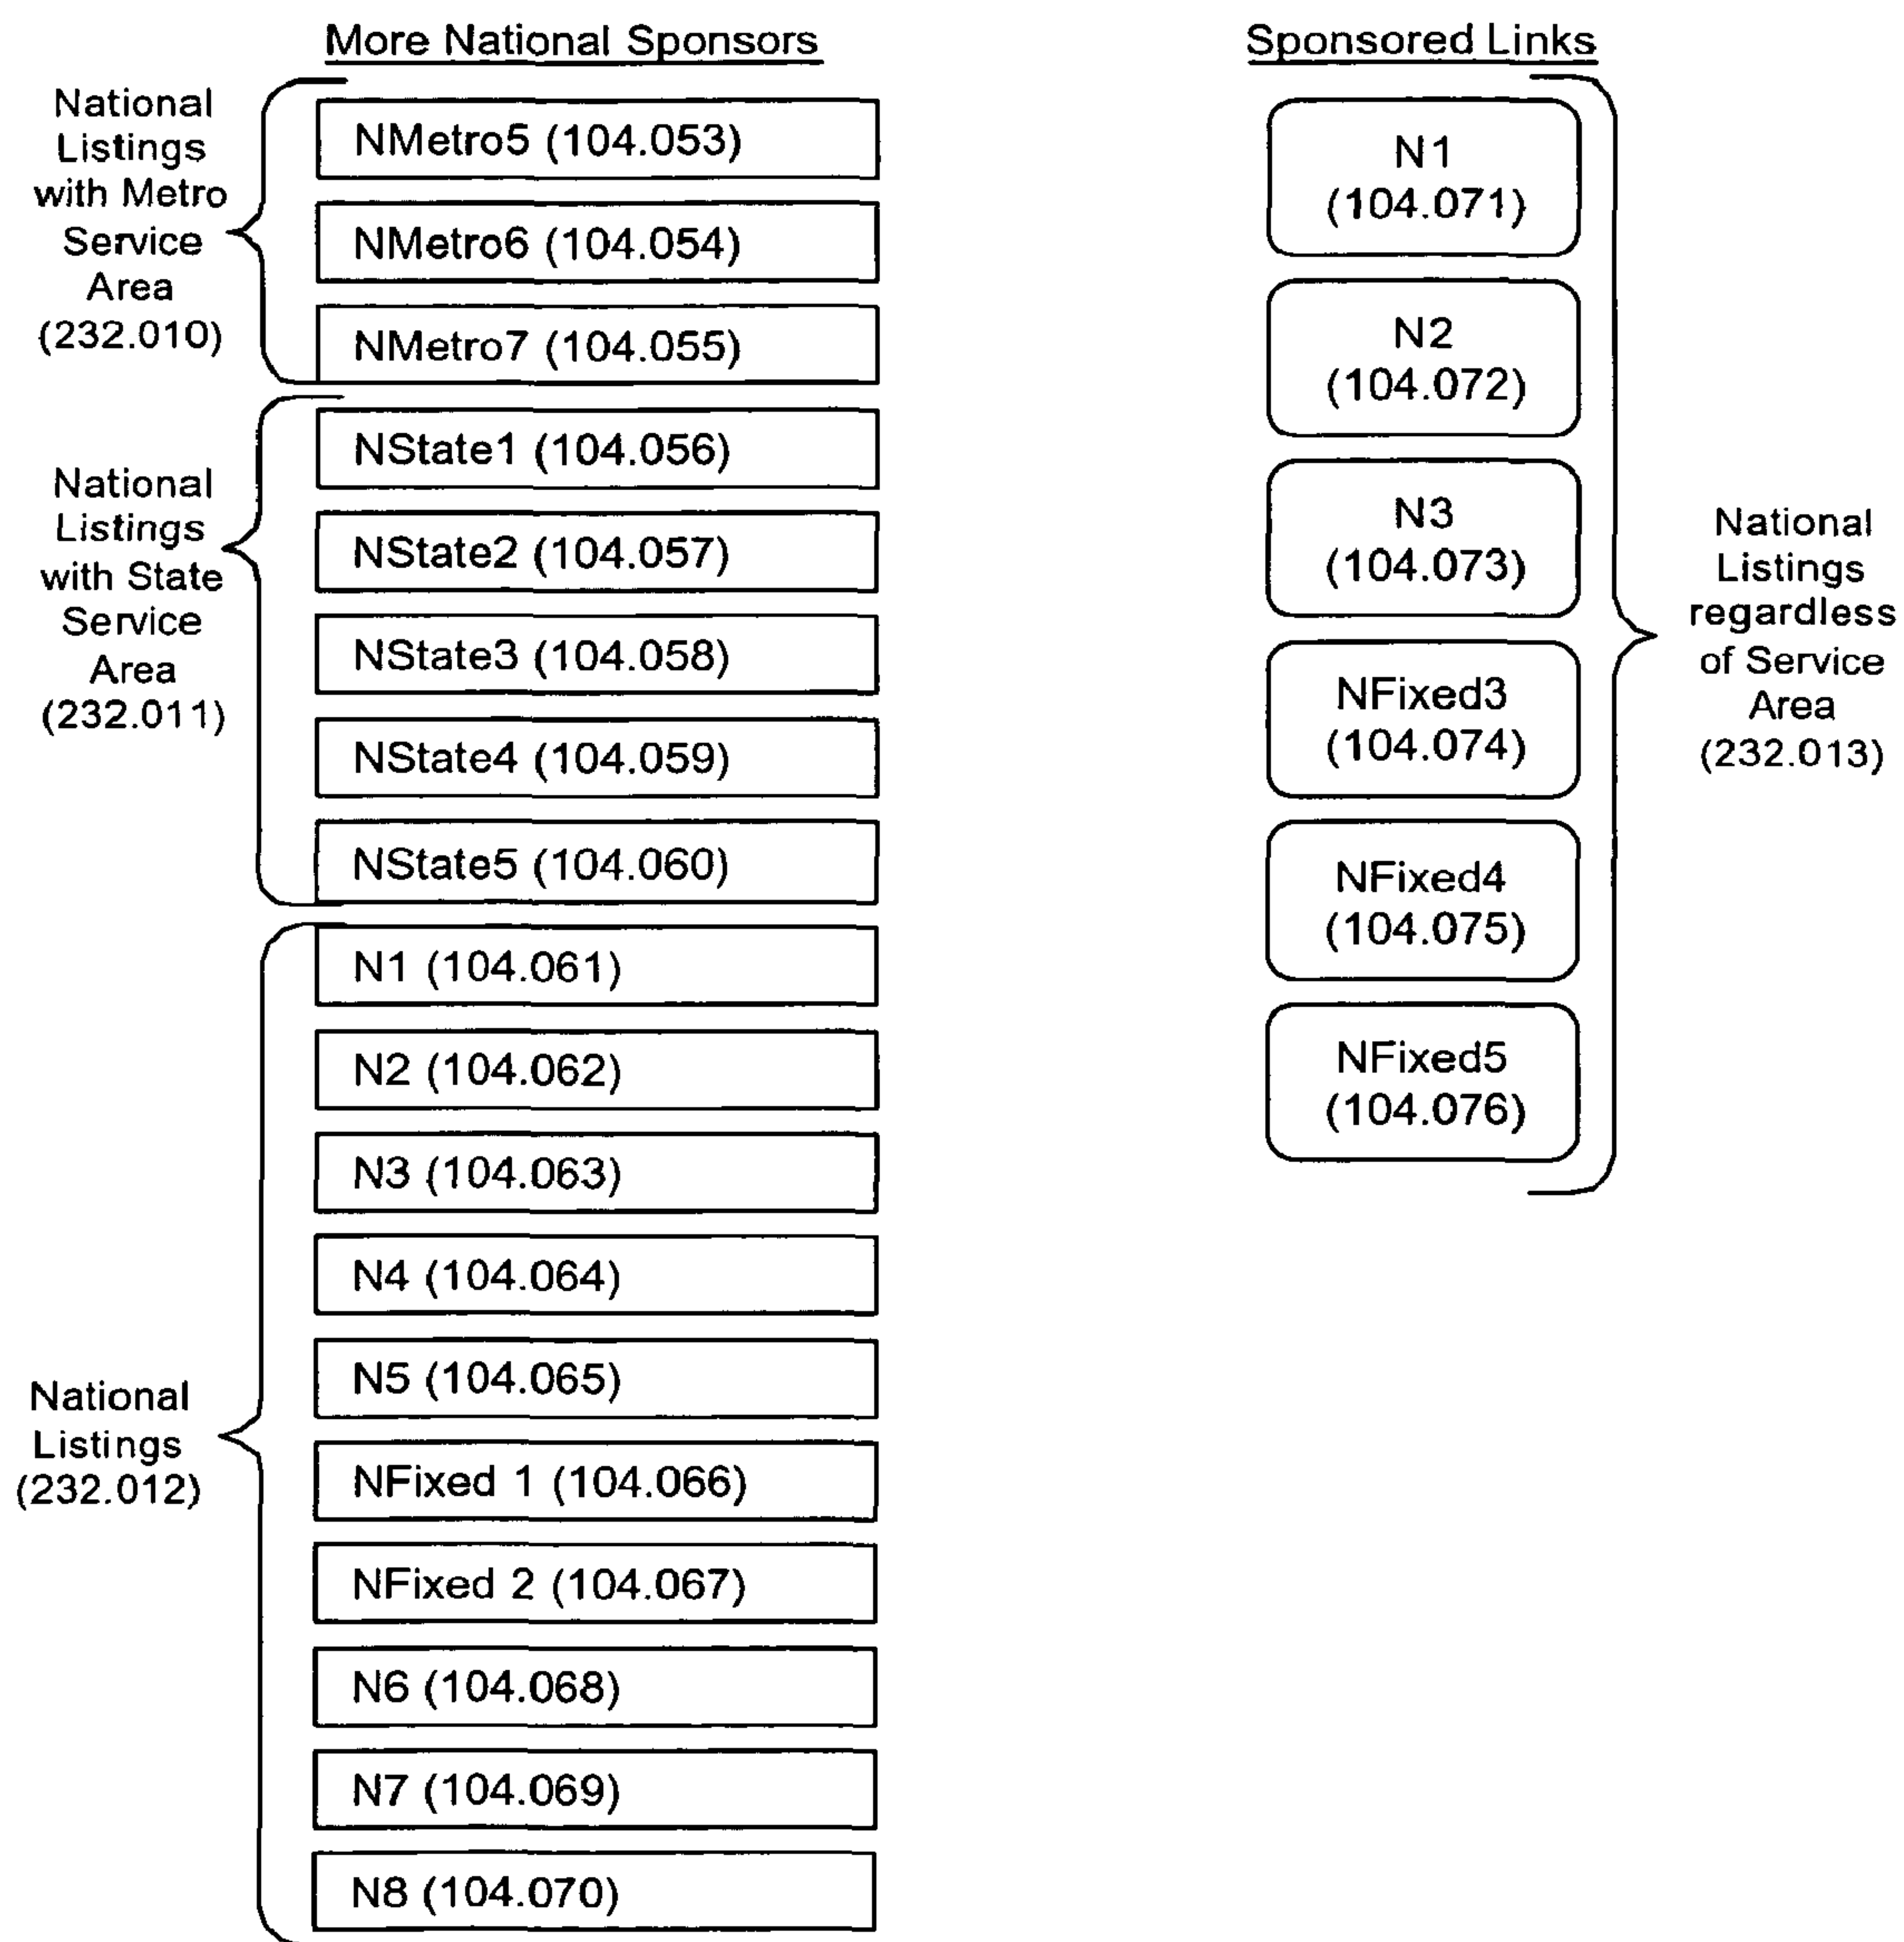 More National Sponsors
National
Listings
with Metro
Service
Area
(232.010)
NMetro5 (104.053)
NMetro6 (104.054)
NMetro7 (104.055)
National
Listings
with State
Service
Area
(232.011)
NState1 (104.056)
NState2 (104.057)
NState3 (104.058)
NState4 (104.059)
NState5 (104.060)
National
Listings
(232.012)
N1 (104.061)
N2 (104.062)
N3 (104.063)
N4 (104.064)
N5 (104.065)
NFixed 1 (104.066)
NFixed 2 (104.067)
N6 (104.068)
N7 (104.069)
N8 (104.070)
Sponsored Links
N1
(104.071)
N2
(104.072)
N3
(104.073)
NFixed3
(104.074)
NFixed4
(104.075)
NFixed5
(104.076)
National
Listings
regardless
of Service
Area
(232.013)